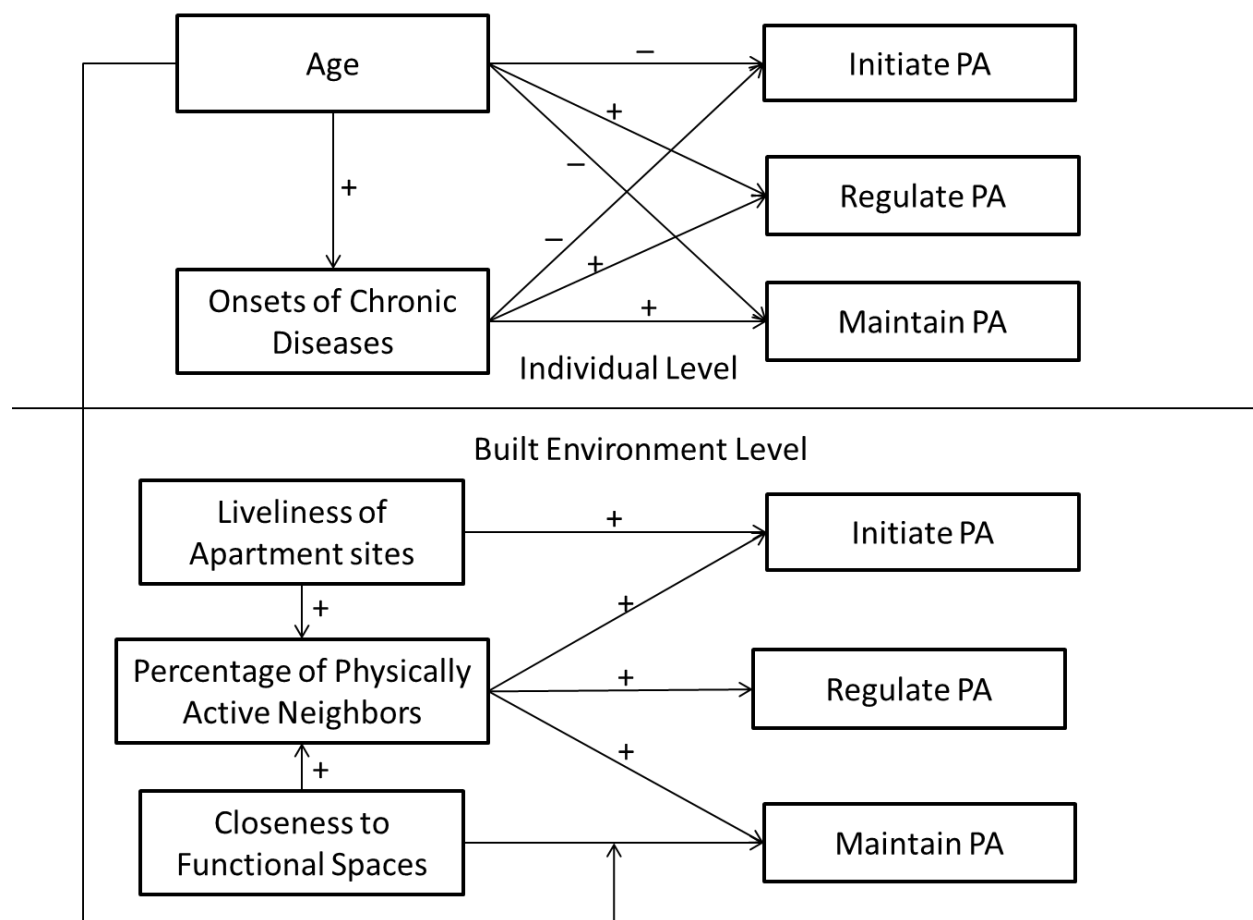 Age
–
Initiate PA
+
Regulate PA
–
+
–
Onsets of Chronic
Diseases
+
+
Maintain PA
Individual Level
Built Environment Level
Liveliness of
Apartment sites
+
Initiate PA
+
+
Percentage of Physically
Active Neighbors
+
Regulate PA
+
+
Closeness to
Functional Spaces
Maintain PA